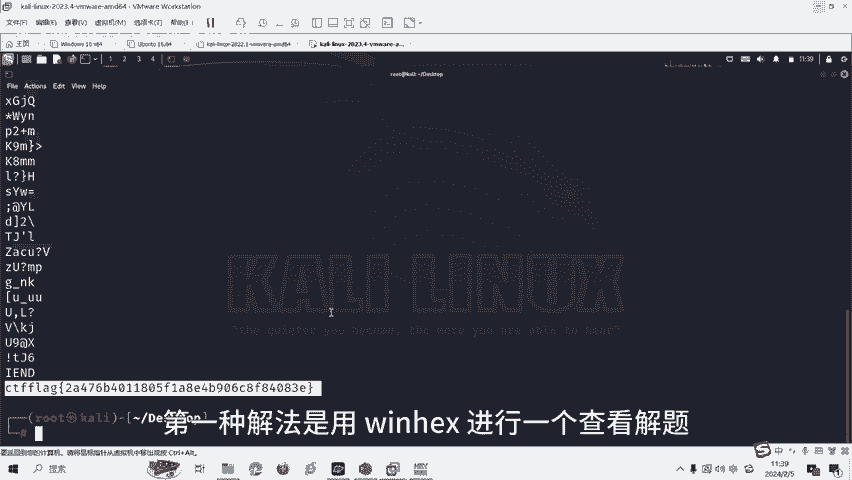 kali-linux-2023.4-vmware-amd64 - VMware Workstation
文件(F) 编辑(E) 查看(V) 虚拟机(M) 选项卡(T) 帮助(H)
主页 Windows 10 x64 Ubuntu 16.04 kali-linux-2023.4-vmware-a...
1 2 3 4 11:39
root@kali: ~/Desktop
File Actions Edit View Help
xGjQ
*Wyn
p2+m
K9m}>
K8mm
l?}H
sYw=
;@YL
d]2\
TJ'l
Zacu?V
zU?mp
g_nk
[u_uu
U,L?
V\kj
U9@X
!tJ6
IEND
ctfflag{2a476b4011805f1a8e4b906c8f84083e}
KALI LINUX
"the quieter you become, the more you are able to hear"
(root㉿kali)-[~/Desktop]
#
第一种解法是用 winhex 进行一个查看解题
要返回到您的计算机，请将鼠标指针从虚拟机中移出或按 Ctrl+Alt。
搜索
中
11:39
2024/2/5